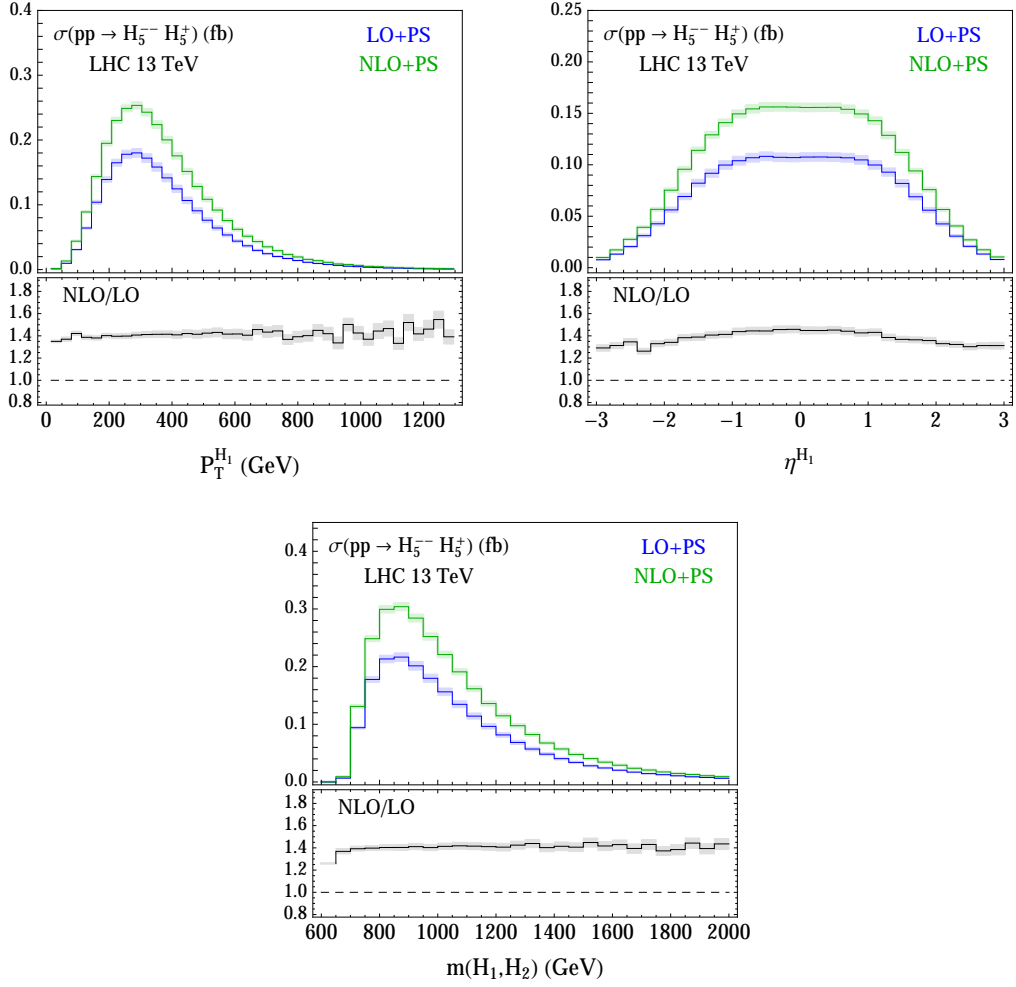 σ(pp → H₅⁻⁻ H₅⁺) (fb)
LO+PS
LHC 13 TeV
NLO+PS
0.4
0.3
0.2
0.1
0.0
NLO/LO
1.8
1.6
1.4
1.2
1.0
0.8
0 200 400 600 800 1000 1200
P_T^{H₁} (GeV)
σ(pp → H₅⁻⁻ H₅⁺) (fb)
LO+PS
LHC 13 TeV
NLO+PS
0.25
0.20
0.15
0.10
0.05
0.00
NLO/LO
1.8
1.6
1.4
1.2
1.0
0.8
−3 −2 −1 0 1 2 3
η^{H₁}
σ(pp → H₅⁻⁻ H₅⁺) (fb)
LO+PS
LHC 13 TeV
NLO+PS
0.4
0.3
0.2
0.1
0.0
NLO/LO
1.8
1.6
1.4
1.2
1.0
0.8
600 800 1000 1200 1400 1600 1800 2000
m(H₁,H₂) (GeV)